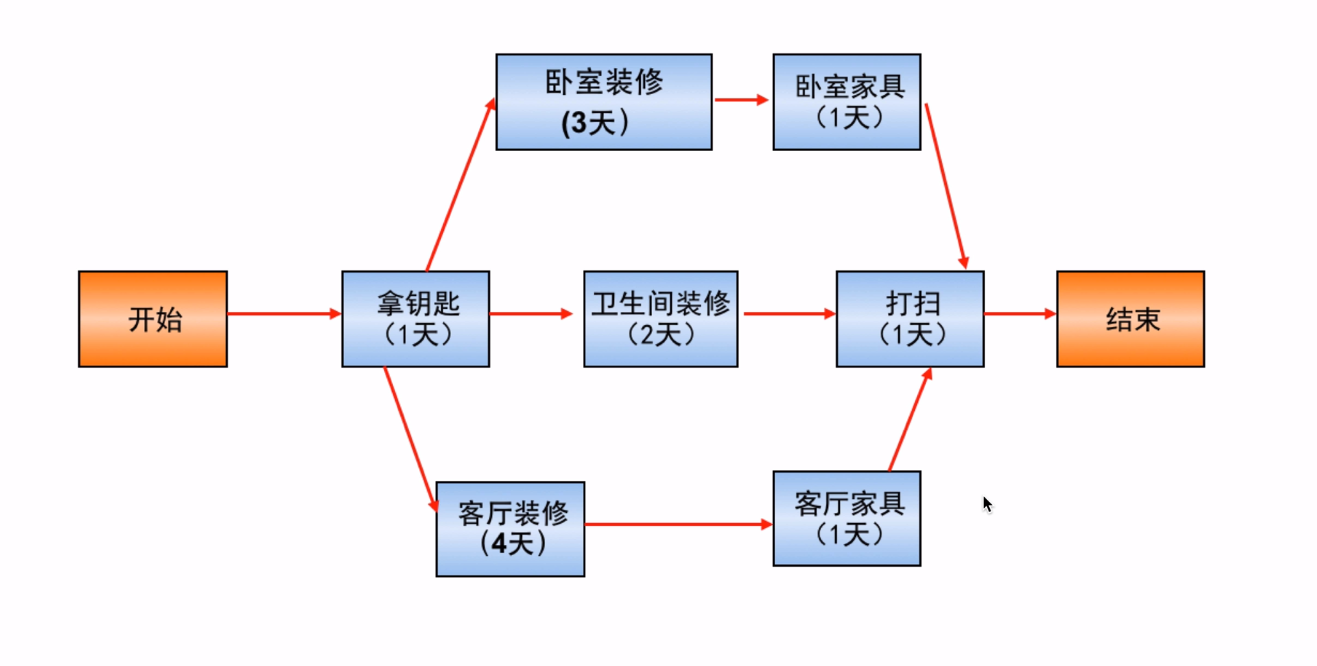 卧室装修
(3天）
卧室家具
（1天）
开始
拿钥匙
（1天）
卫生间装修
（2天）
打扫
（1天）
结束
客厅装修
（4天）
客厅家具
（1天）